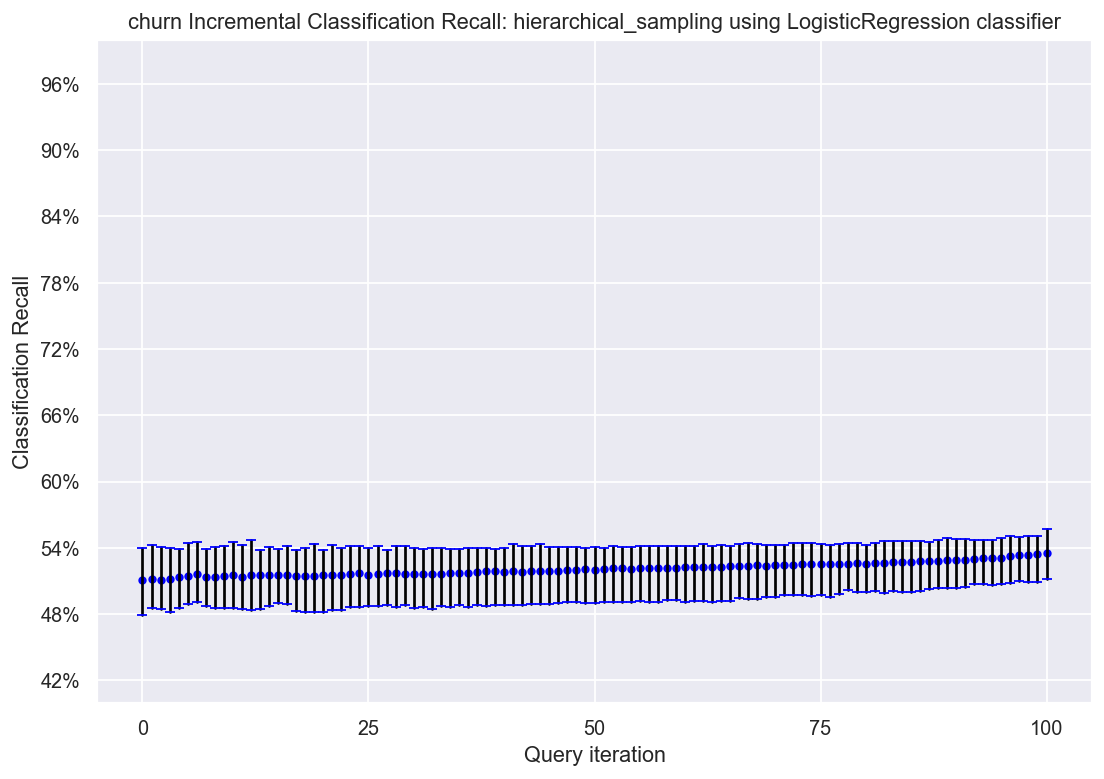 churn Incremental Classification Recall: hierarchical_sampling using LogisticRegression classifier
96%
90%
84%
78%
72%
66%
60%
54%
48%
42%
Classification Recall
0 25 50 75 100
Query iteration